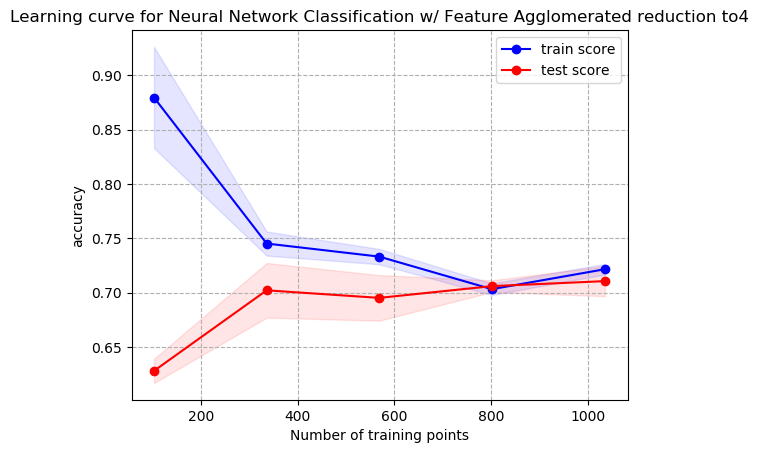 Learning curve for Neural Network Classification w/ Feature Agglomerated reduction to4
train score
test score
accuracy
0.90
0.85
0.80
0.75
0.70
0.65
200 400 600 800 1000
Number of training points